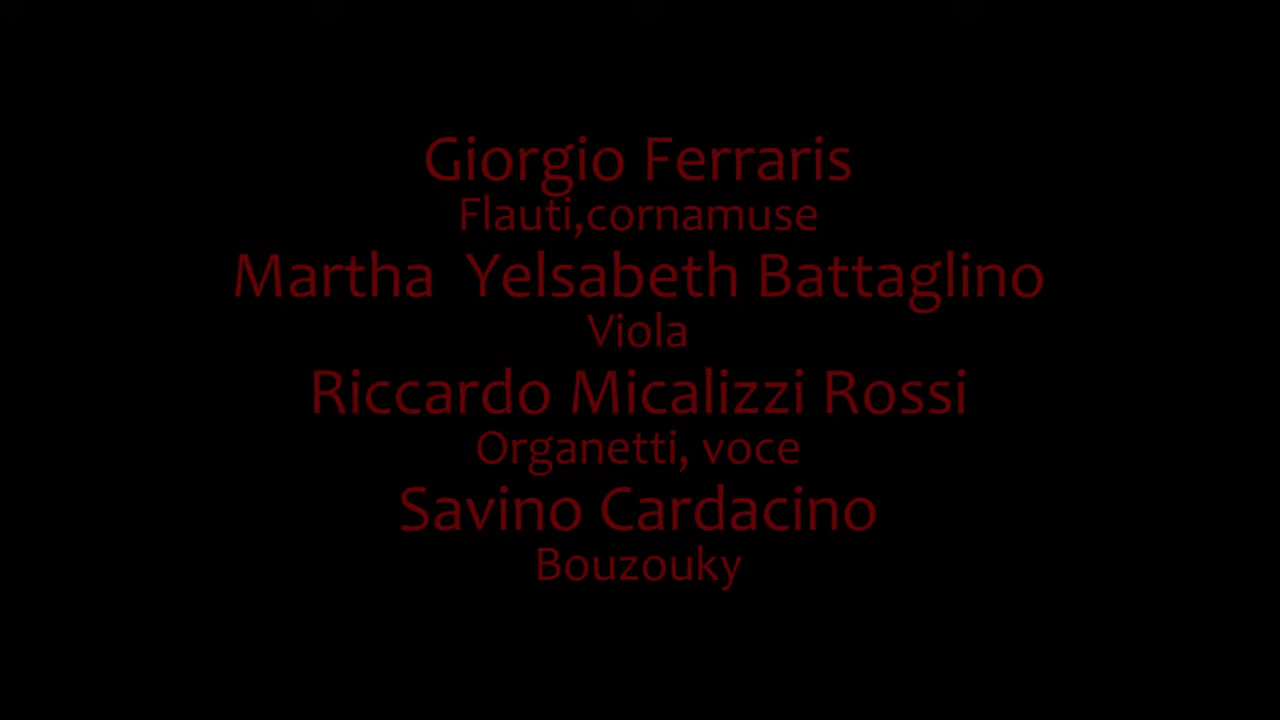 Giorgio Ferraris
Flauti,cornamuse
Martha  Yelsabeth Battaglino
Viola
Riccardo Micalizzi Rossi
Organetti, voce
Savino Cardacino
Bouzouky